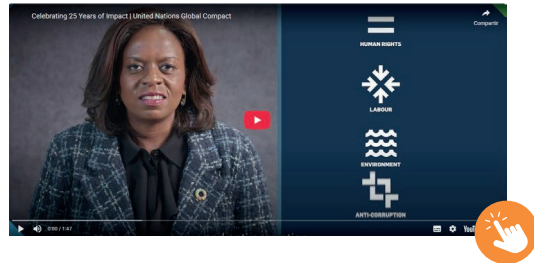 Celebrating 25 Years of Impact | United Nations Global Compact
Compartir
HUMAN RIGHTS
LABOUR
ENVIRONMENT
ANTI-CORRUPTION
0:00 / 1:47